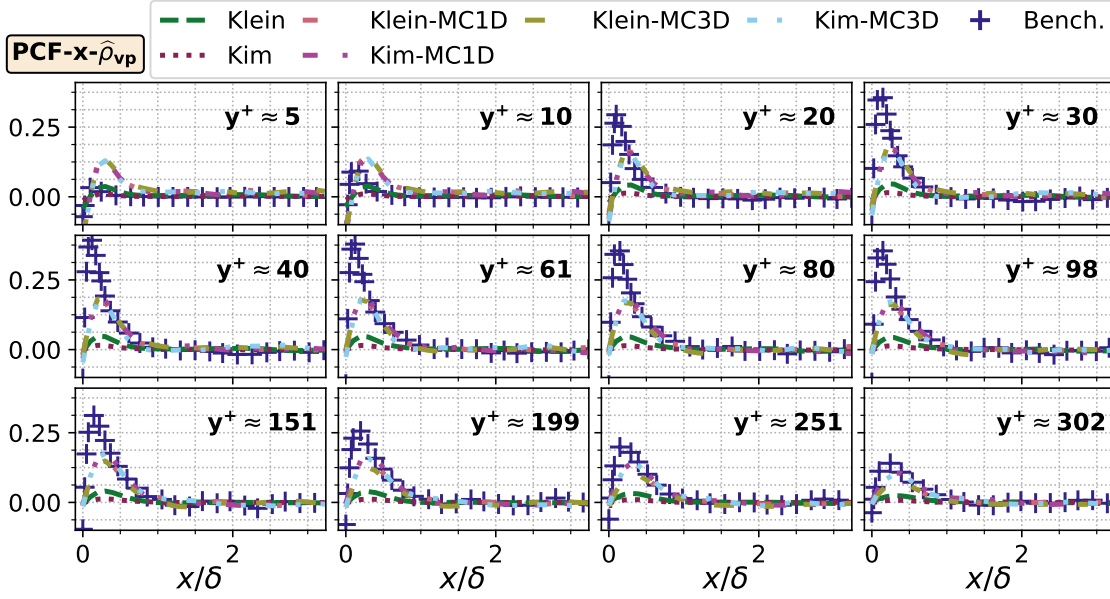 PCF-x-ρ̂vp
Klein Klein-MC1D Klein-MC3D Kim-MC3D Bench.
Kim Kim-MC1D
y⁺ ≈ 5 y⁺ ≈ 10 y⁺ ≈ 20 y⁺ ≈ 30
0.25
0.00
y⁺ ≈ 40 y⁺ ≈ 61 y⁺ ≈ 80 y⁺ ≈ 98
0.25
0.00
y⁺ ≈ 151 y⁺ ≈ 199 y⁺ ≈ 251 y⁺ ≈ 302
0.25
0.00
0 2 0 2 0 2 0 2
x/δ x/δ x/δ x/δ